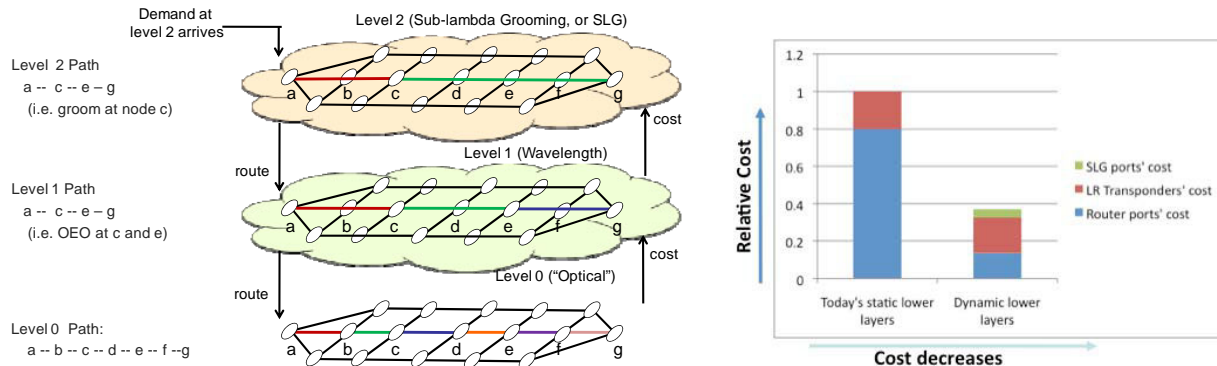 Demand at
level 2 arrives
Level 2 (Sub-lambda Grooming, or SLG)
Level 2 Path
a -- c -- e – g
(i.e. groom at node c)
a b c d e f g
cost
route
Level 1 (Wavelength)
Level 1 Path
a -- c -- e – g
(i.e. OEO at c and e)
a b c d e f g
cost
Level 0 (“Optical”)
route
Level 0 Path:
a -- b -- c -- d -- e -- f --g
a b c d e f g
Relative Cost
1.2
1
0.8
0.6
0.4
0.2
0
SLG ports' cost
LR Transponders' cost
Router ports' cost
Today's static lower
layers
Dynamic lower
layers
Cost decreases